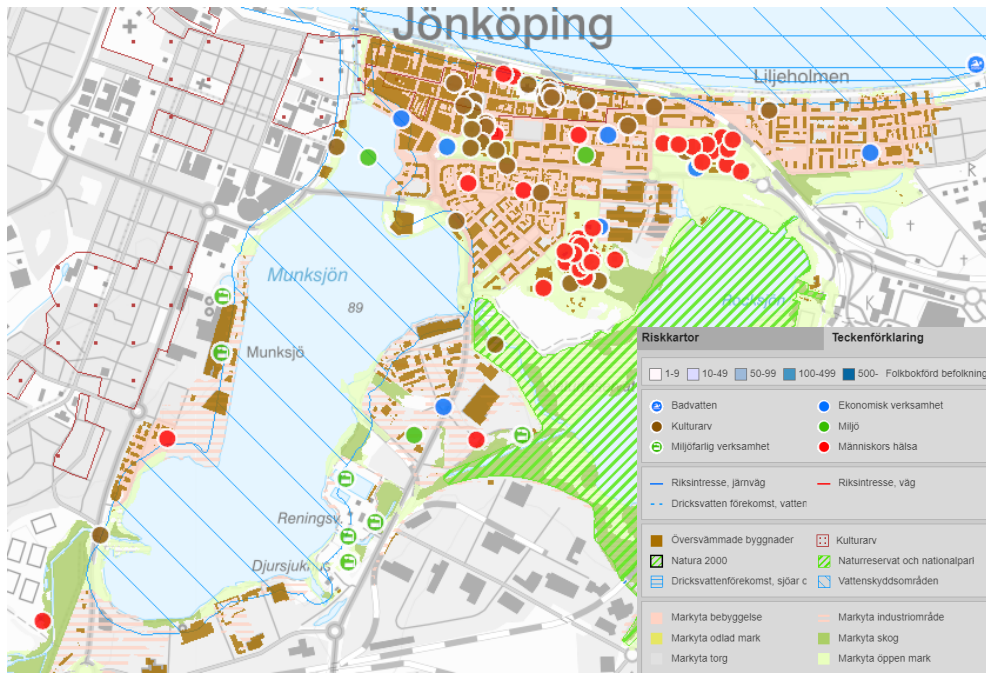 Jönköping
Liljeholmen
Munksjön
89
Rocksjön
Munksjö
Reningsv.
Riskkartor
Teckenförklaring
1-9
10-49
50-99
100-499
500-
Folkbokförd befolkning
Badvatten
Ekonomisk verksamhet
Kulturarv
Miljö
Miljöfarlig verksamhet
Människors hälsa
Riksintresse, järnväg
Riksintresse, väg
Dricksvatten förekomst, vatten
Översvämmade byggnader
Kulturarv
Natura 2000
Naturreservat och nationalparl
Dricksvattenförekomst, sjöar c
Vattenskyddsområden
Markyta bebyggelse
Markyta industriområde
Markyta odlad mark
Markyta skog
Markyta torg
Markyta öppen mark